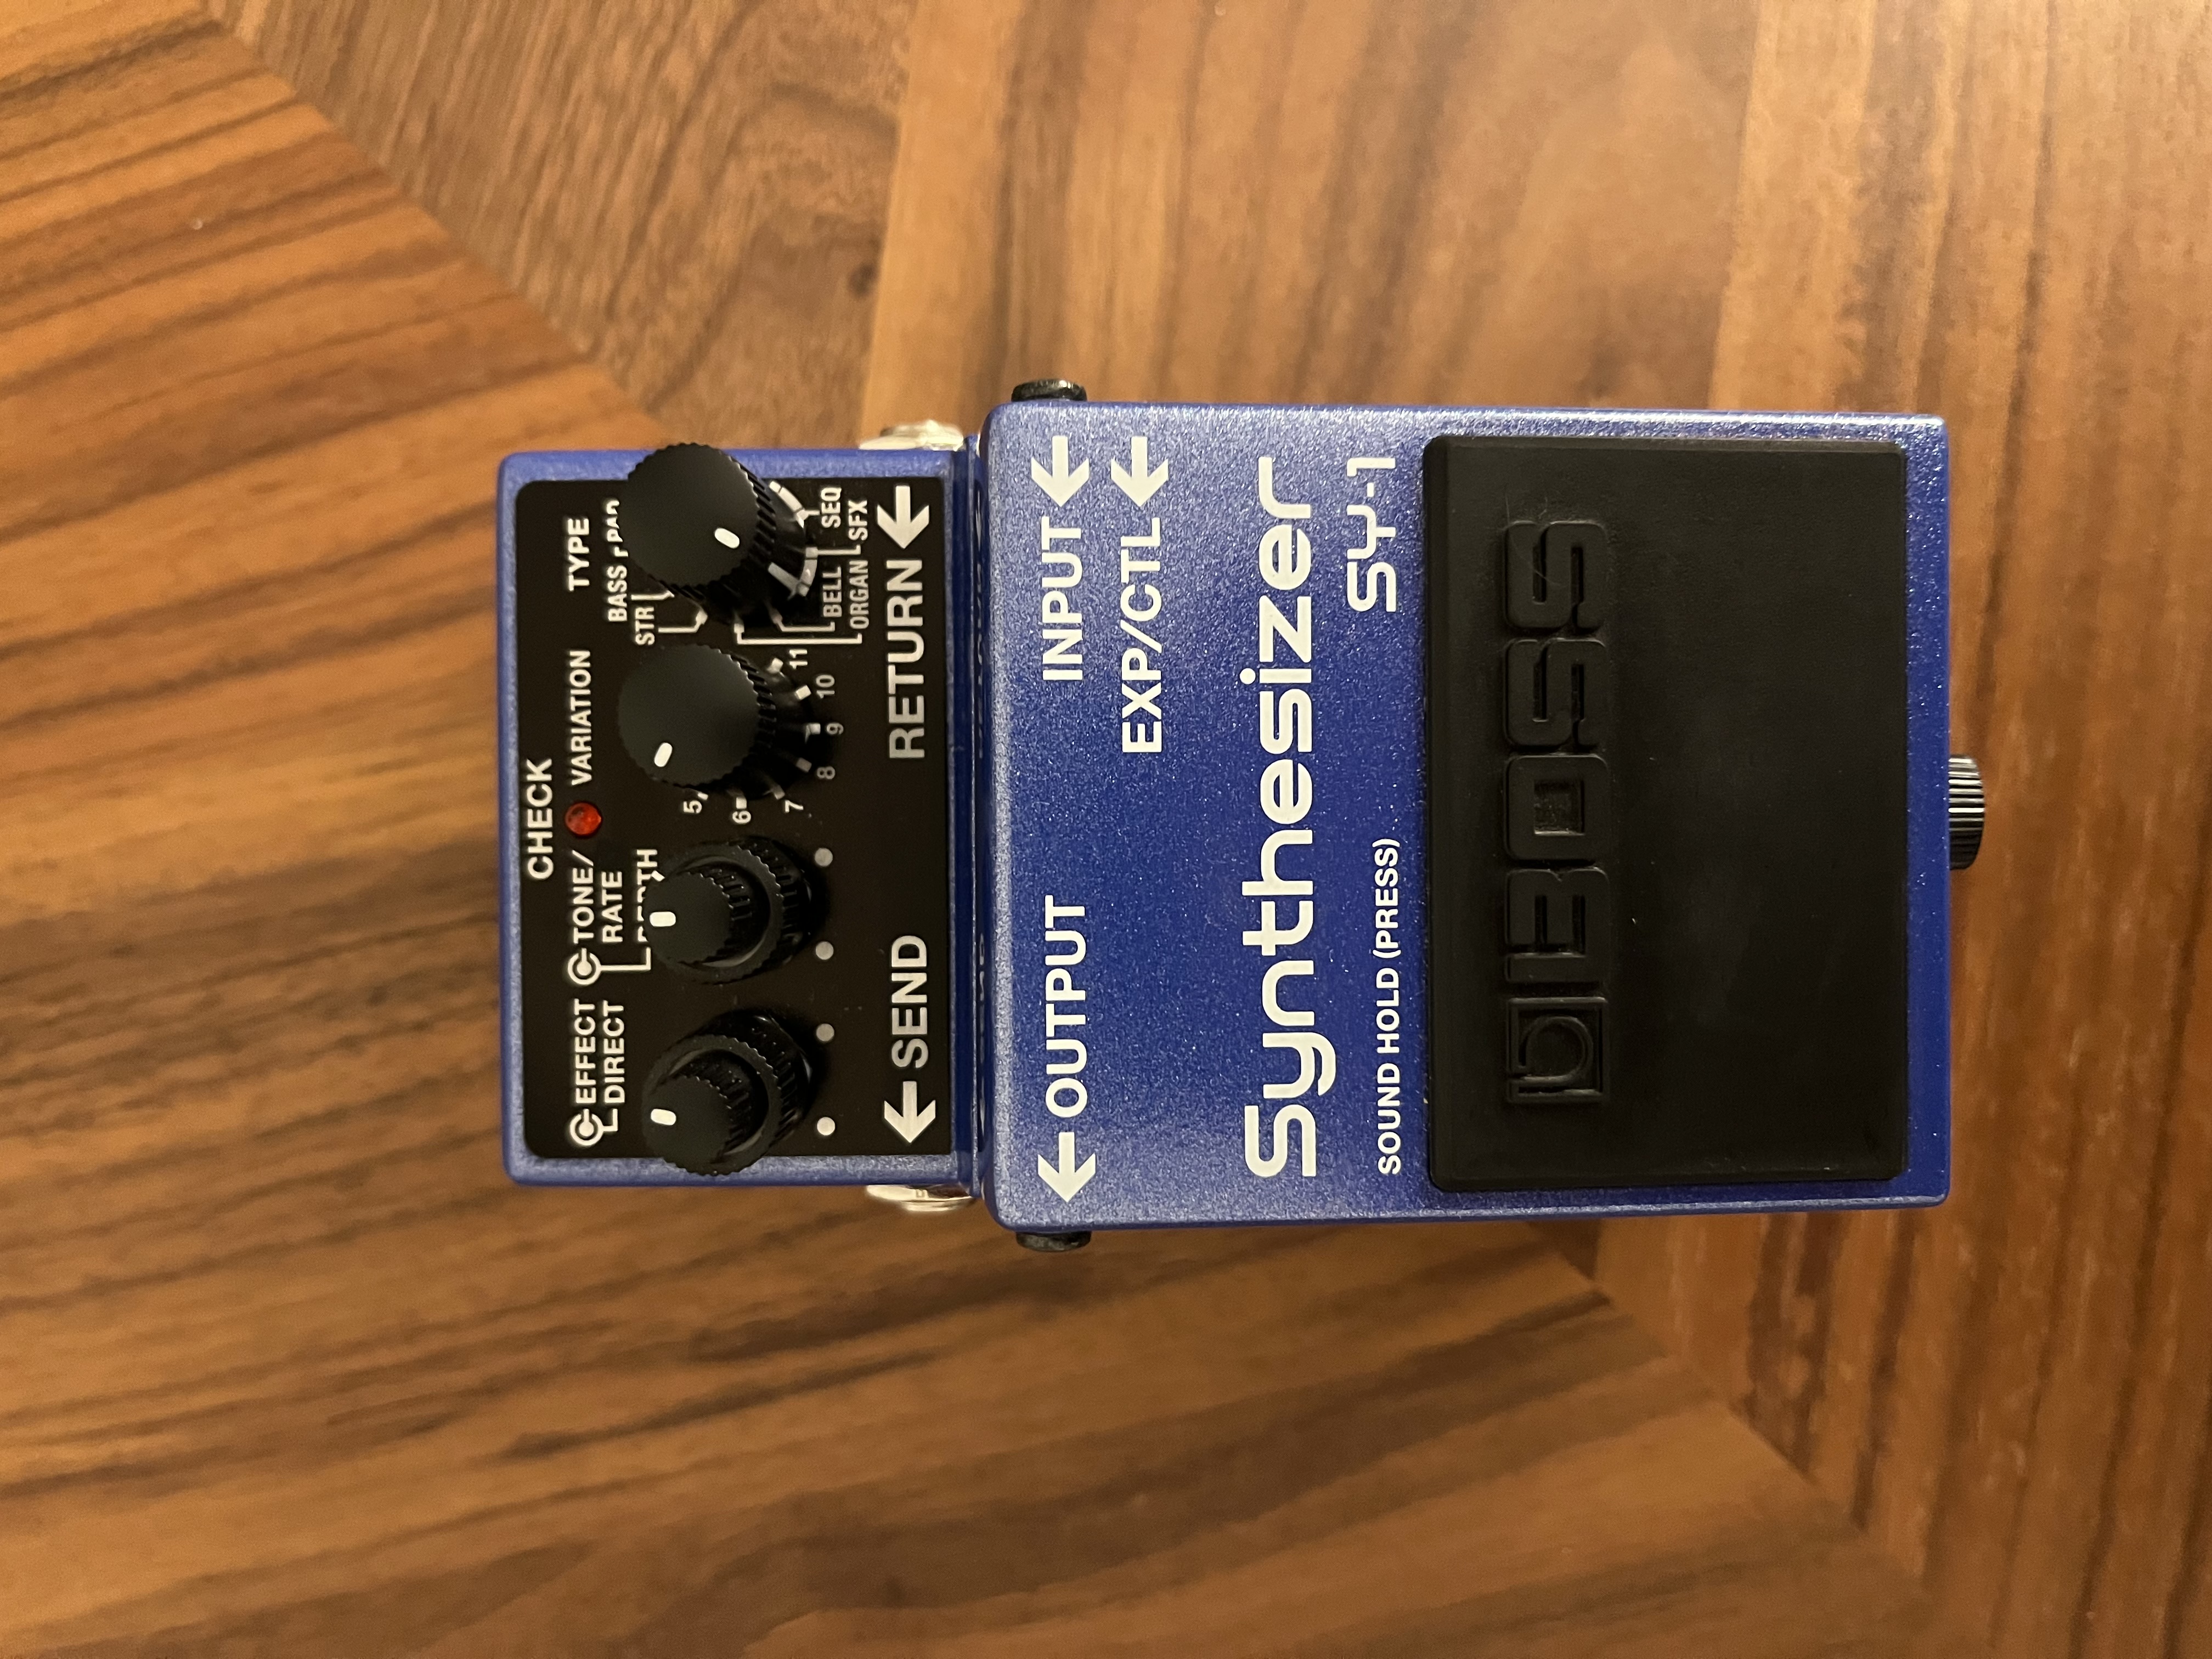 CHECK
EFFECT TONE/ VARIATION TYPE
DIRECT RATE BASS PAD
DEPTH STR
5 11
6 10 BELL SEQ
7 8 9 ORGAN SFX
SEND RETURN
OUTPUT INPUT
EXP/CTL
Synthesizer
SOUND HOLD (PRESS) SY-1
BOSS